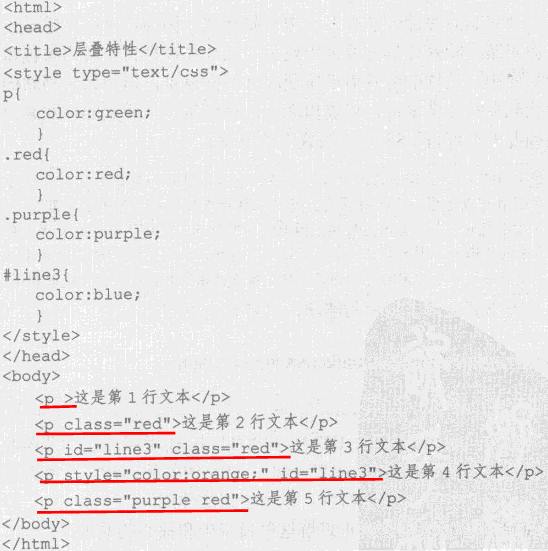 <html>
<head>
<title>层叠特性</title>
<style type="text/css">
p{
color:green;
}
.red{
color:red;
}
.purple{
color:purple;
}
#line3{
color:blue;
}
</style>
</head>
<body>
<p >这是第 1 行文本</p>
<p class="red">这是第 2 行文本</p>
<p id="line3" class="red">这是第 3 行文本</p>
<p style="color:orange;" id="line3">这是第 4 行文本</p>
<p class="purple red">这是第 5 行文本</p>
</body>
</html>